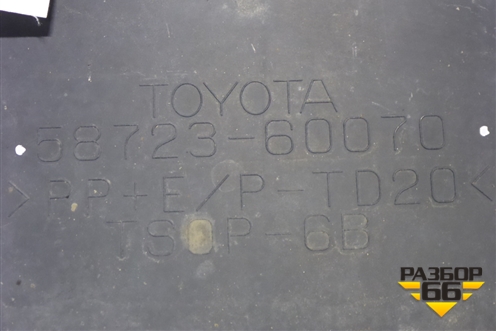 TOYOTA
58723-60070
>PP+E/P-TD20<
TSOP-6B
РАЗБОР
66